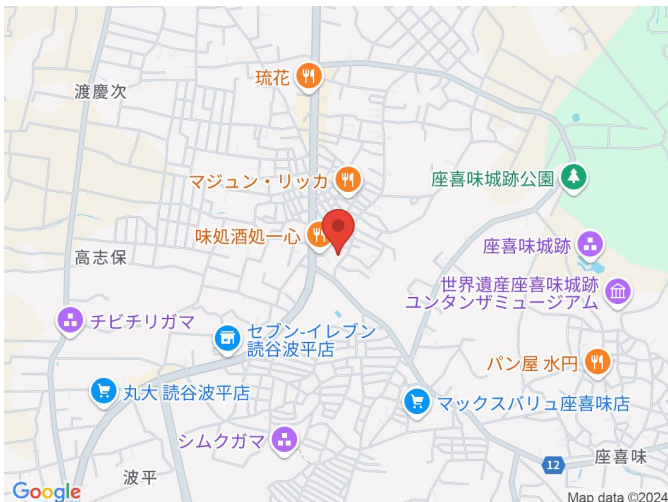 琉花
渡慶次
マジュン・リッカ
座喜味城跡公園
味処酒処一心
座喜味城跡
高志保
世界遺産座喜味城跡
ユンタンザミュージアム
チビチリガマ
セブン-イレブン
読谷波平店
パン屋 水円
丸大 読谷波平店
マックスバリュ座喜味店
シムクガマ
座喜味
12
波平
Google
Map data ©2024